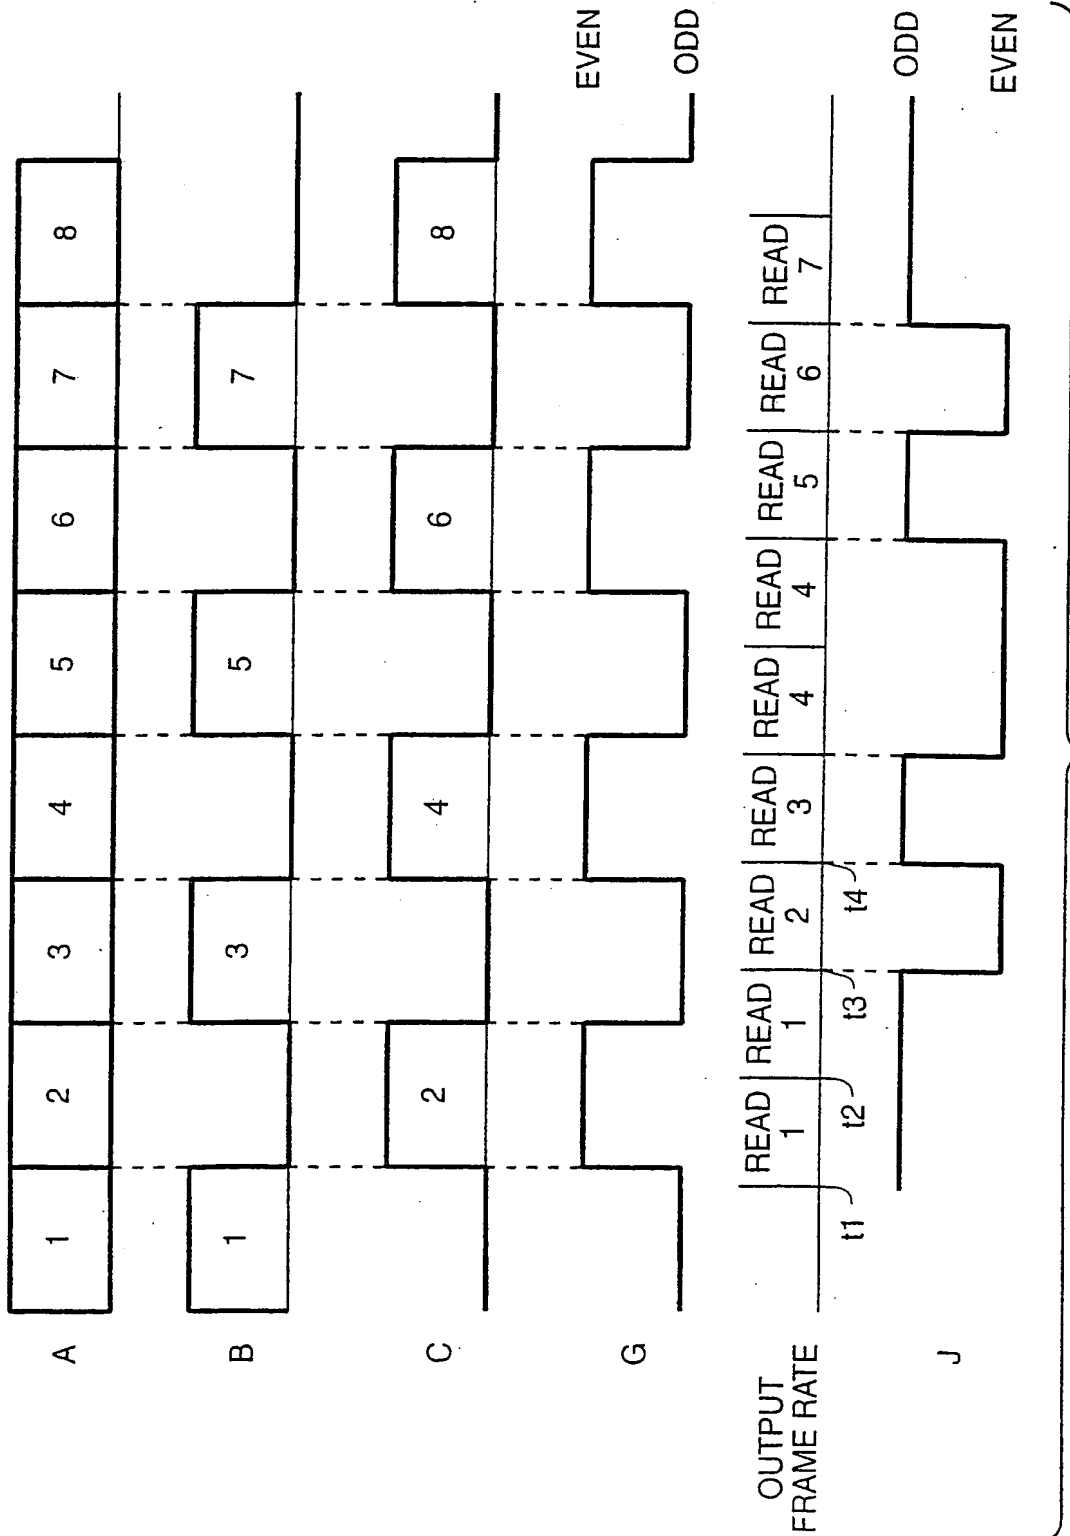 A 1 2 3 4 5 6 7 8
B 1 3 5 7
C 2 4 6 8
G EVEN
ODD
OUTPUT
FRAME RATE
READ READ READ READ READ READ READ READ READ
1 1 2 3 4 4 5 6 7
t1 t2 t3 t4
J ODD
EVEN